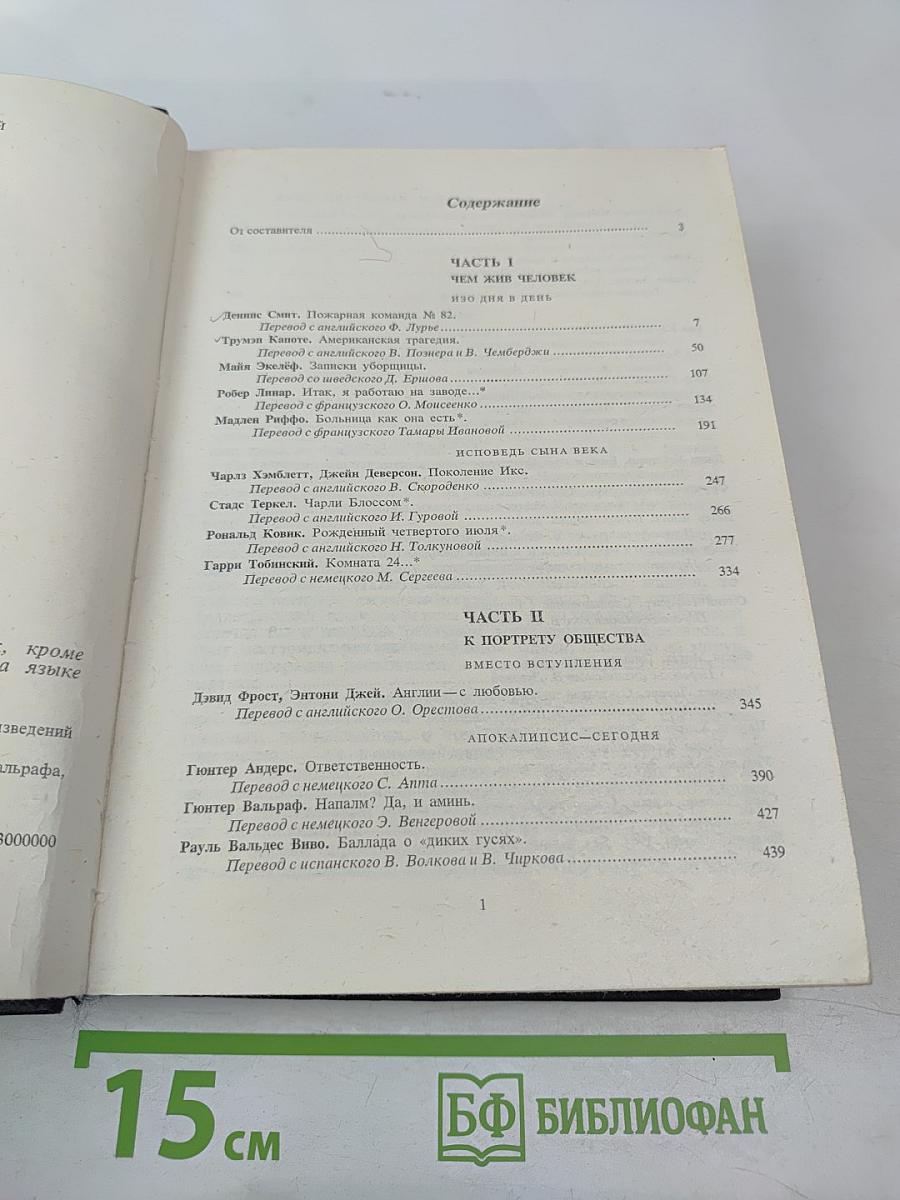 й
, кроме
а языке
изведений
альрафа,
3000000
Содержание
От составителя ........ 3
ЧАСТЬ I
ЧЕМ ЖИВ ЧЕЛОВЕК
ИЗО ДНЯ В ДЕНЬ
Деннис Смит. Пожарная команда № 82.
Перевод с английского Ф. Лурье ........ 7
Трумэн Капоте. Американская трагедия.
Перевод с английского В. Познера и В. Чемберджи ........ 50
Майя Экелёф. Записки уборщицы.
Перевод со шведского Д. Ершова ........ 107
Робер Линар. Итак, я работаю на заводе...*
Перевод с французского О. Моисеенко ........ 134
Мадлен Риффо. Больница как она есть*.
Перевод с французского Тамары Ивановой ........ 191
ИСПОВЕДЬ СЫНА ВЕКА
Чарлз Хэмблетт, Джейн Деверсон. Поколение Икс.
Перевод с английского В. Скороденко ........ 247
Стадс Теркел. Чарли Блоссом*.
Перевод с английского И. Гуровой ........ 266
Рональд Ковик. Рожденный четвертого июля*.
Перевод с английского Н. Толкуновой ........ 277
Гарри Тобинский. Комната 24...*
Перевод с немецкого М. Сергеева ........ 334
ЧАСТЬ II
К ПОРТРЕТУ ОБЩЕСТВА
ВМЕСТО ВСТУПЛЕНИЯ
Дэвид Фрост, Энтони Джей. Англии—с любовью.
Перевод с английского О. Орестова ........ 345
АПОКАЛИПСИС—СЕГОДНЯ
Гюнтер Андерс. Ответственность.
Перевод с немецкого С. Апта ........ 390
Гюнтер Вальраф. Напалм? Да, и аминь.
Перевод с немецкого Э. Венгеровой ........ 427
Рауль Вальдес Виво. Баллада о «диких гусях».
Перевод с испанского В. Волкова и В. Чиркова ........ 439
1
15 см
БФ БИБЛИОФАН